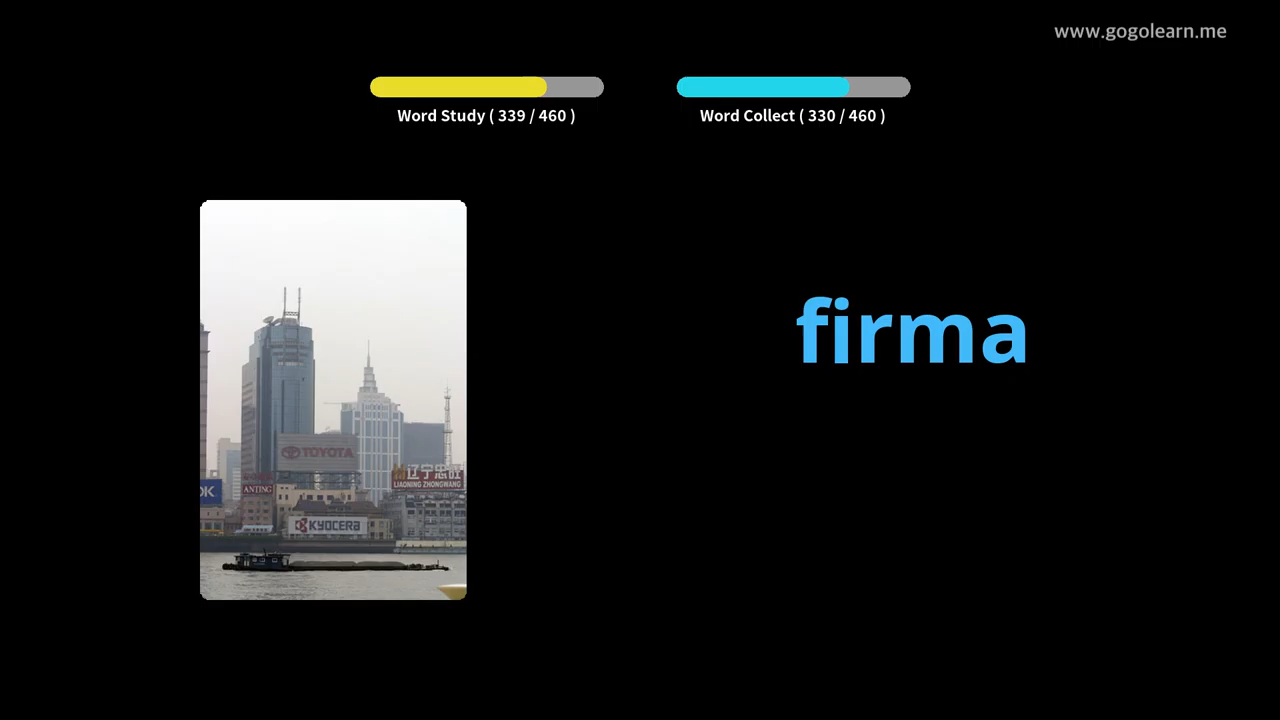 www.gogolearn.me
Word Study ( 339 / 460 )
Word Collect ( 330 / 460 )
firma
TOYOTA
辽宁忠旺
LIAONING ZHONGWANG
OK
ANTING
KYOCERA